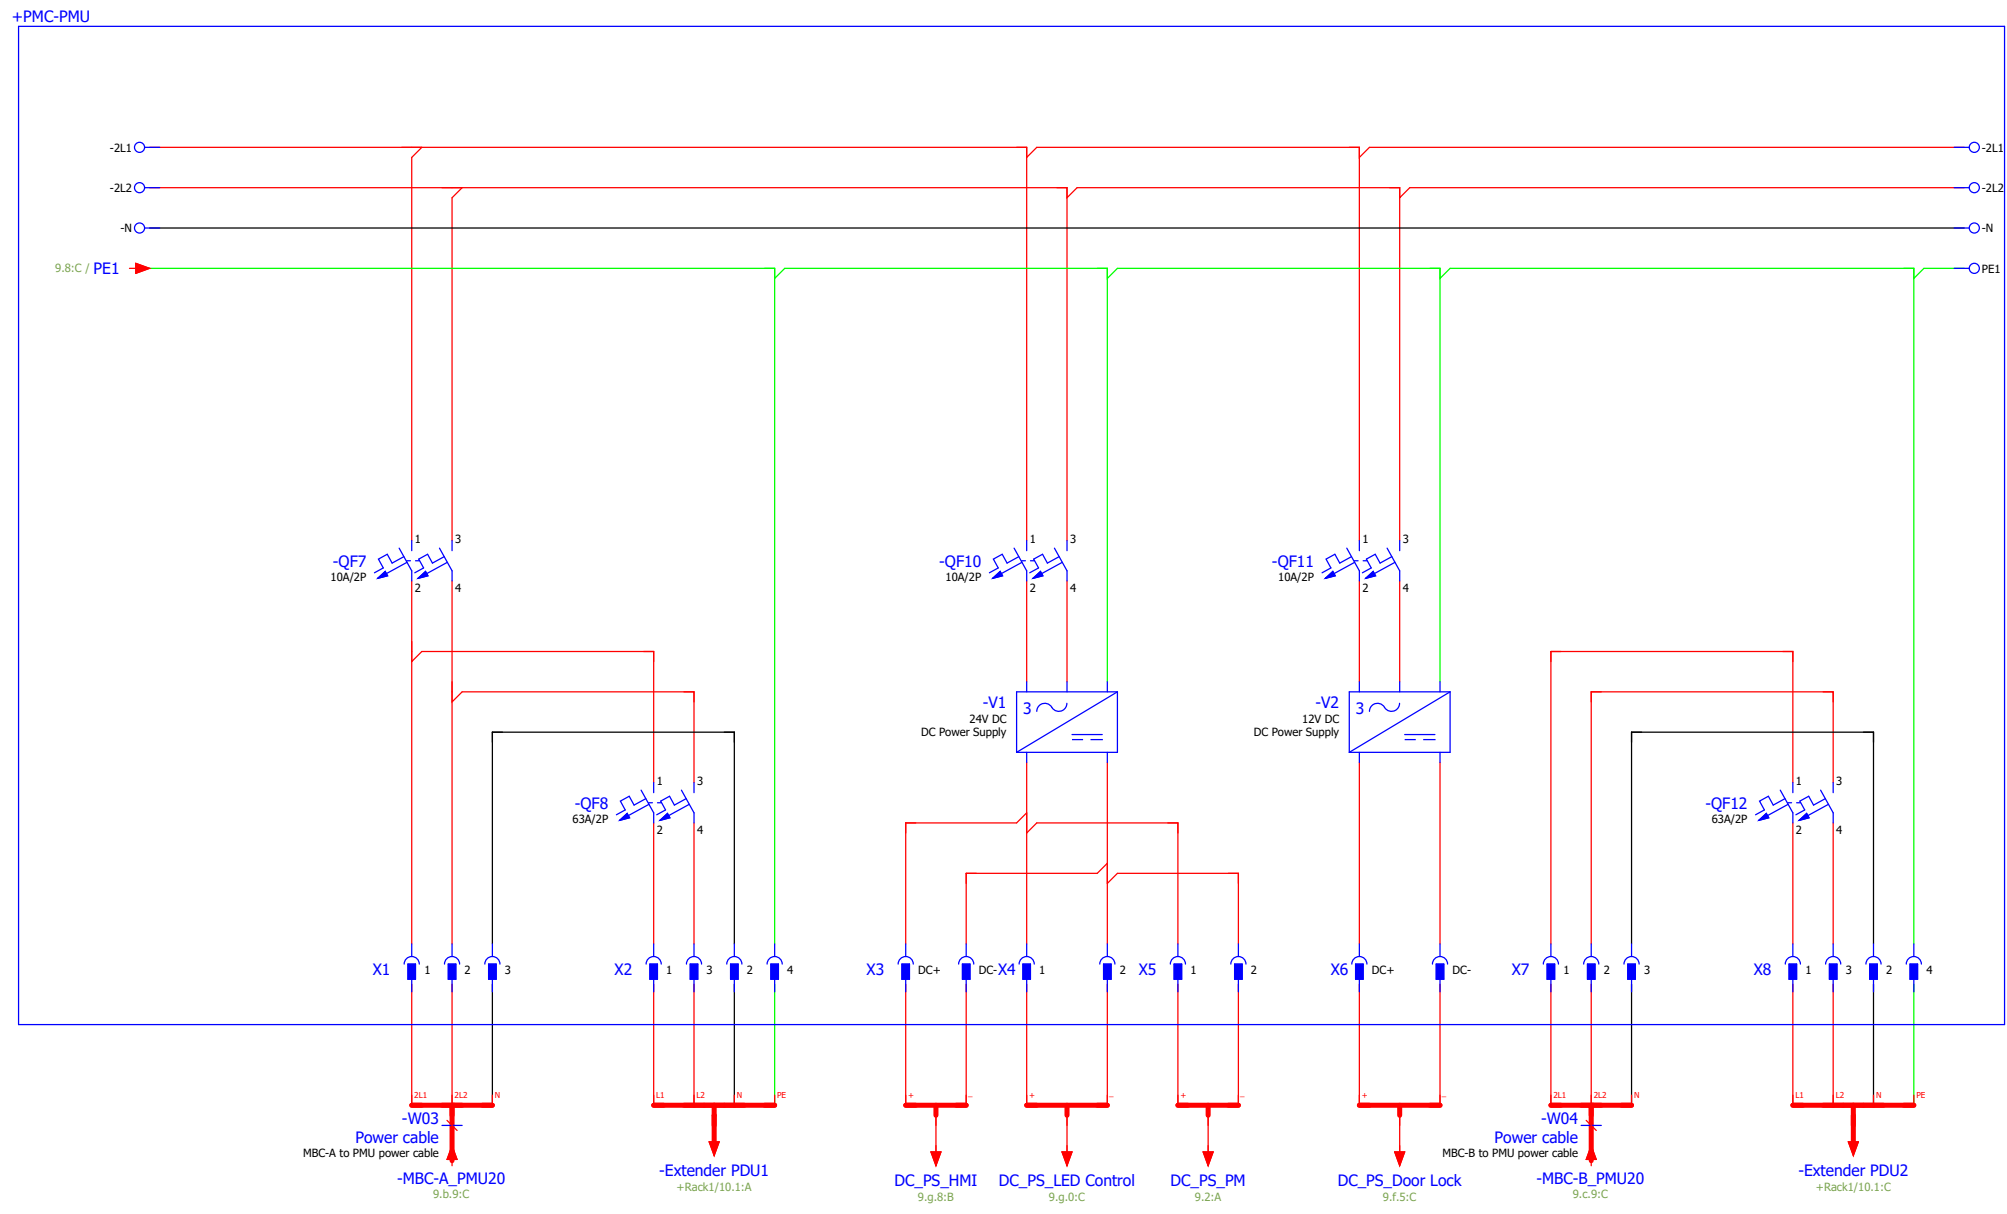 +PMC-PMU
-2L1 -2L1
-2L2 -2L2
-N -N
9.8:C / PE1 PE1
1 3 1 3 1 3
-QF7 -QF10 -QF11
10A/2P 10A/2P 10A/2P
2 4 2 4 2 4
-V1 3 -V2 3
24V DC 12V DC
DC Power Supply DC Power Supply
1 3 1 3
-QF8 -QF12
63A/2P 63A/2P
2 4 2 4
X1 1 2 3 X2 1 3 2 4 X3 DC+ DC- X4 1 2 X5 1 2 X6 DC+ DC- X7 1 2 3 X8 1 3 2 4
2L1 2L2 N L1 L2 N PE + - + - + - + - 2L1 2L2 N L1 L2 N PE
-W03 -W04
Power cable Power cable
MBC-A to PMU power cable MBC-B to PMU power cable
-MBC-A_PMU20 -Extender PDU1 DC_PS_HMI DC_PS_LED Control DC_PS_PM DC_PS_Door Lock -MBC-B_PMU20 -Extender PDU2
9.b.9:C +Rack1/10.1:A 9.g.8:B 9.g.0:C 9.2:A 9.f.5:C 9.c.9:C +Rack1/10.1:C